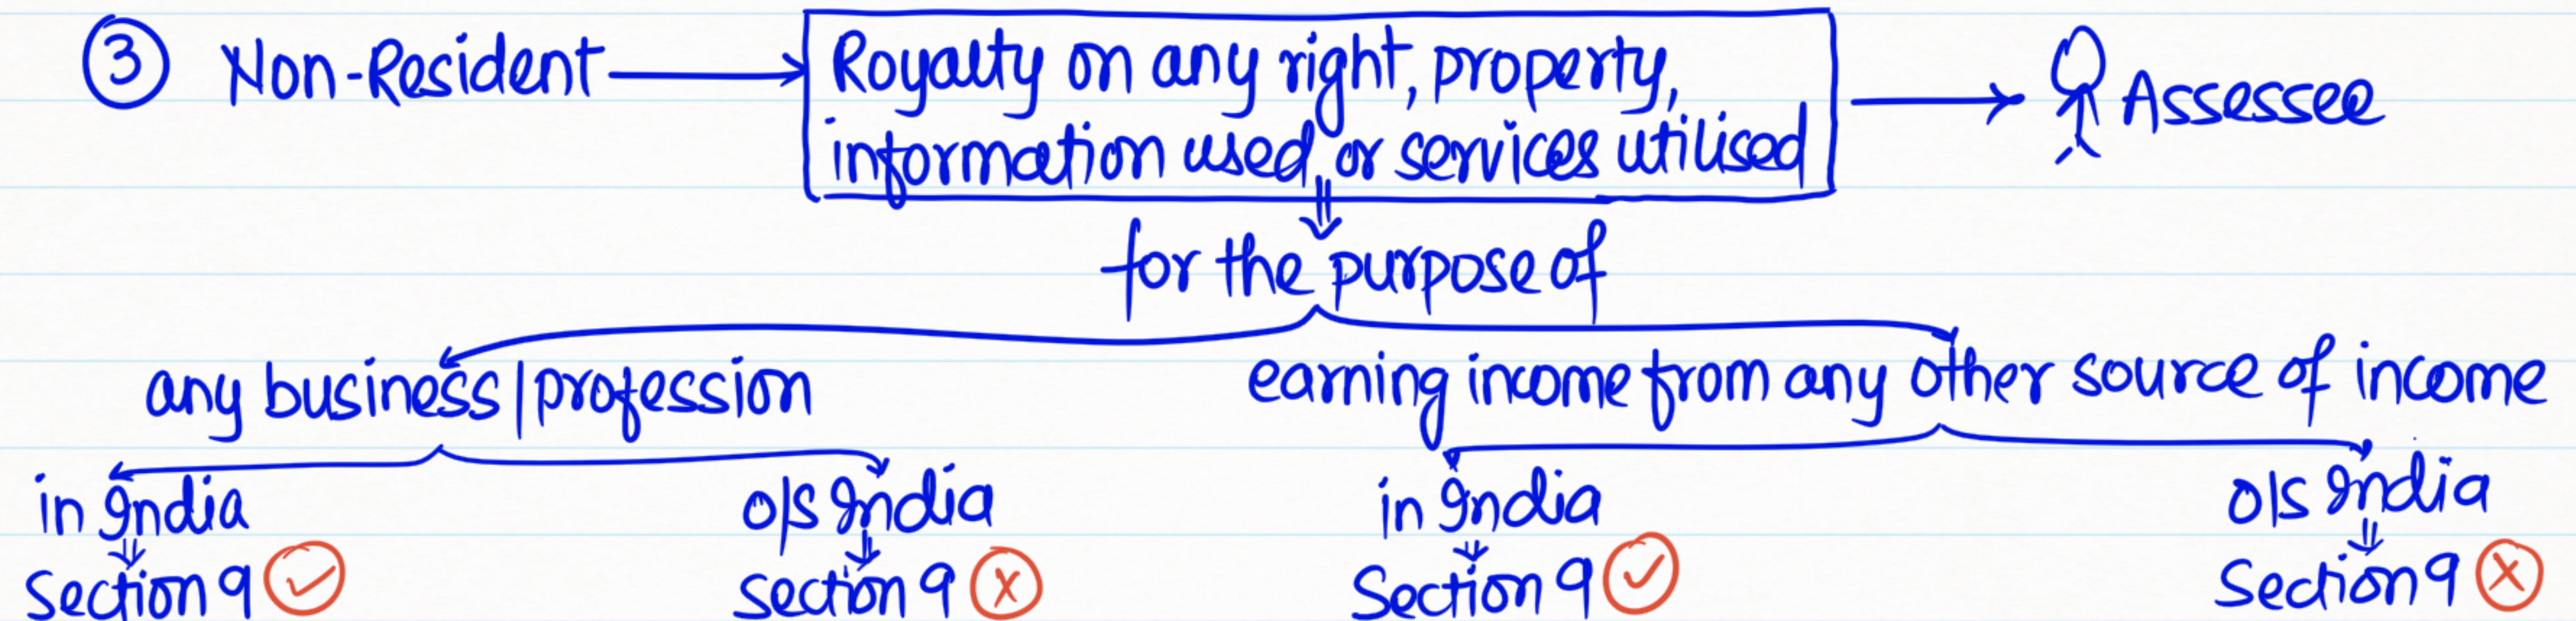 3 Non-Resident Royalty on any right, property, Assessee
information used or services utilised
for the purpose of
any business/profession earning income from any other source of income
in India o/s India in India o/s India
Section 9 section 9 Section 9 Section 9